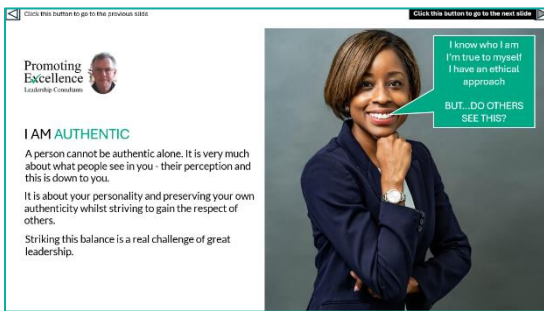 Click this button to go to the previous slide
Click this button to go to the next slide
Promoting
Excellence
Leadership Consultants
I AM AUTHENTIC
A person cannot be authentic alone. It is very much
about what people see in you - their perception and
this is down to you.
It is about your personality and preserving your own
authenticity whilst striving to gain the respect of
others.
Striking this balance is a real challenge of great
leadership.
I know who I am
I'm true to myself
I have an ethical
approach
BUT...DO OTHERS
SEE THIS?